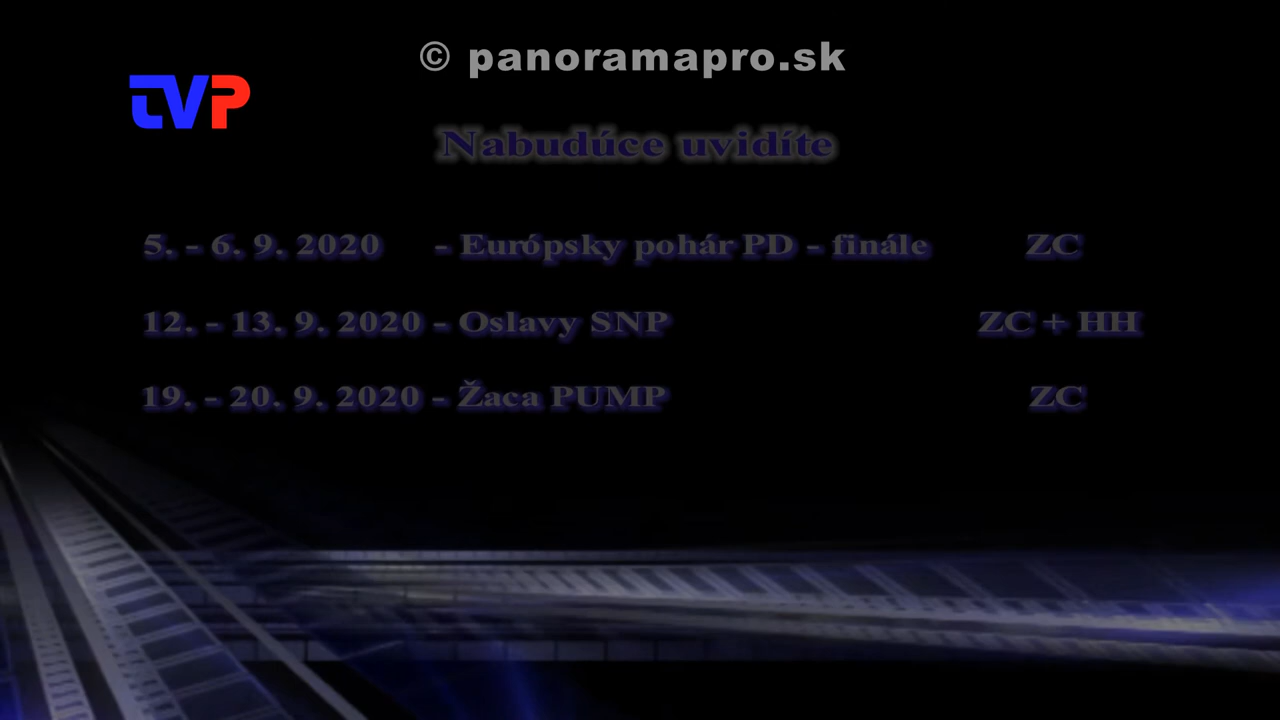 © panoramapro.sk
TVP
Nabudúce uvidíte
5. - 6. 9. 2020 - Európsky pohár PD - finále ZC
12. - 13. 9. 2020 - Oslavy SNP ZC + HH
19. - 20. 9. 2020 - Žaca PUMP ZC